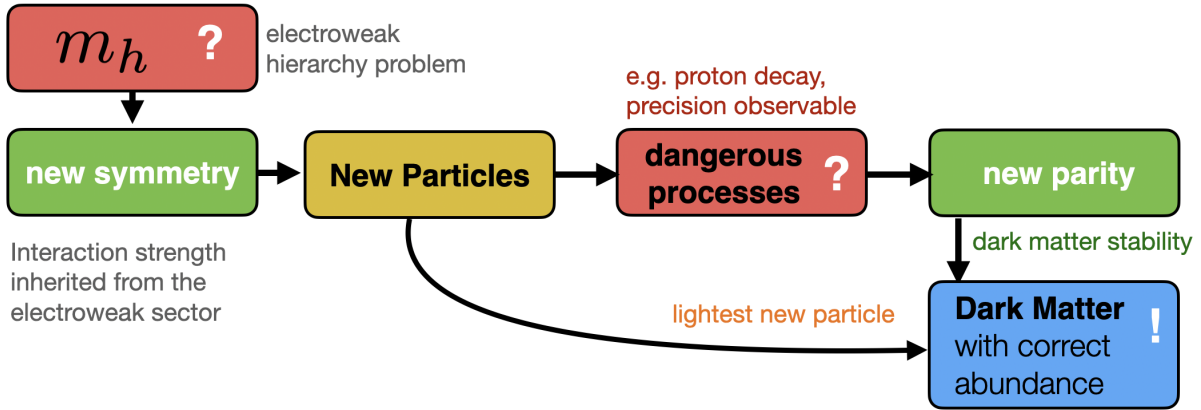 m_h ?
electroweak
hierarchy problem
e.g. proton decay,
precision observable
new symmetry
New Particles
dangerous
processes ?
new parity
Interaction strength
inherited from the
electroweak sector
dark matter stability
lightest new particle
Dark Matter !
with correct
abundance